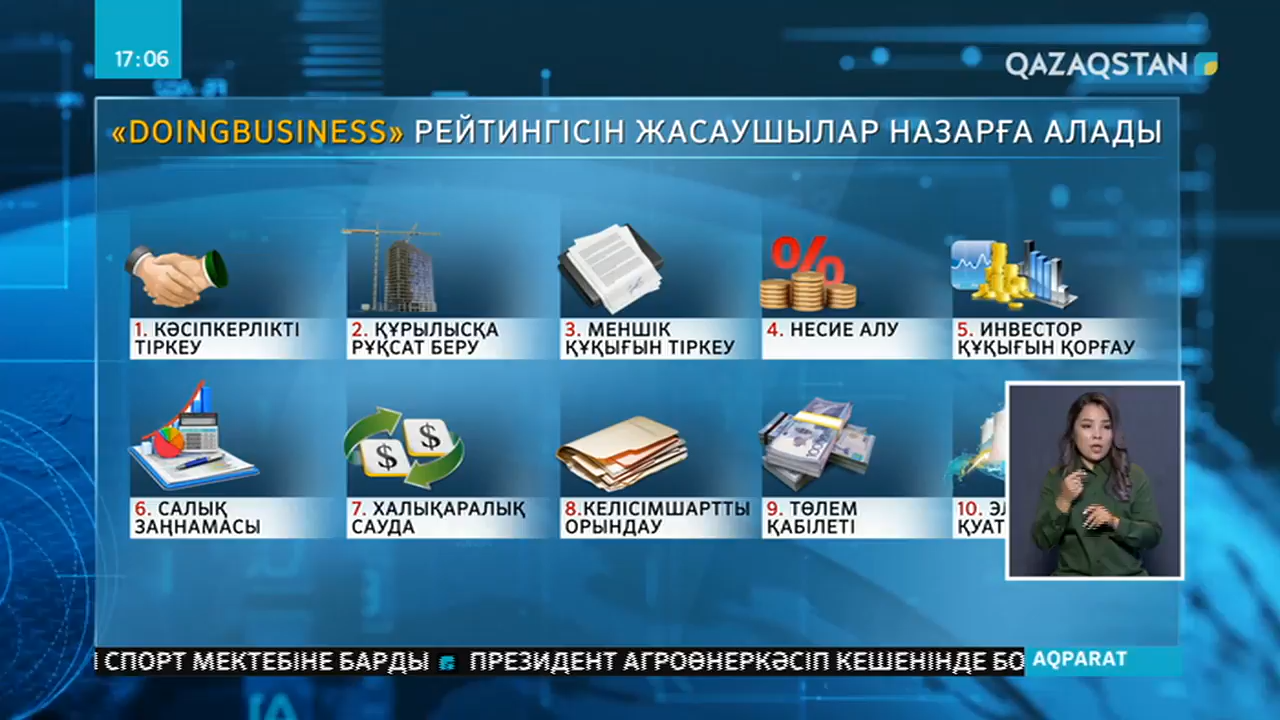 17:06
QAZAQSTAN
«DOINGBUSINESS» РЕЙТИНГІСІН ЖАСАУШЫЛАР НАЗАРҒА АЛАДЫ
1. КӘСІПКЕРЛІКТІ
ТІРКЕУ
2. ҚҰРЫЛЫСҚА
РҰҚСАТ БЕРУ
3. МЕНШІК
ҚҰҚЫҒЫН ТІРКЕУ
4. НЕСИЕ АЛУ
5. ИНВЕСТОР
ҚҰҚЫҒЫН ҚОРҒАУ
6. САЛЫҚ
ЗАҢНАМАСЫ
7. ХАЛЫҚАРАЛЫҚ
САУДА
8.КЕЛІСІМШАРТТЫ
ОРЫНДАУ
9. ТӨЛЕМ
ҚАБІЛЕТІ
10.
ҚУАТ
СПОРТ МЕКТЕБІНЕ БАРДЫ ПРЕЗИДЕНТ АГРОӨНЕРКӘСІП КЕШЕНІНДЕ БО
AQPARAT